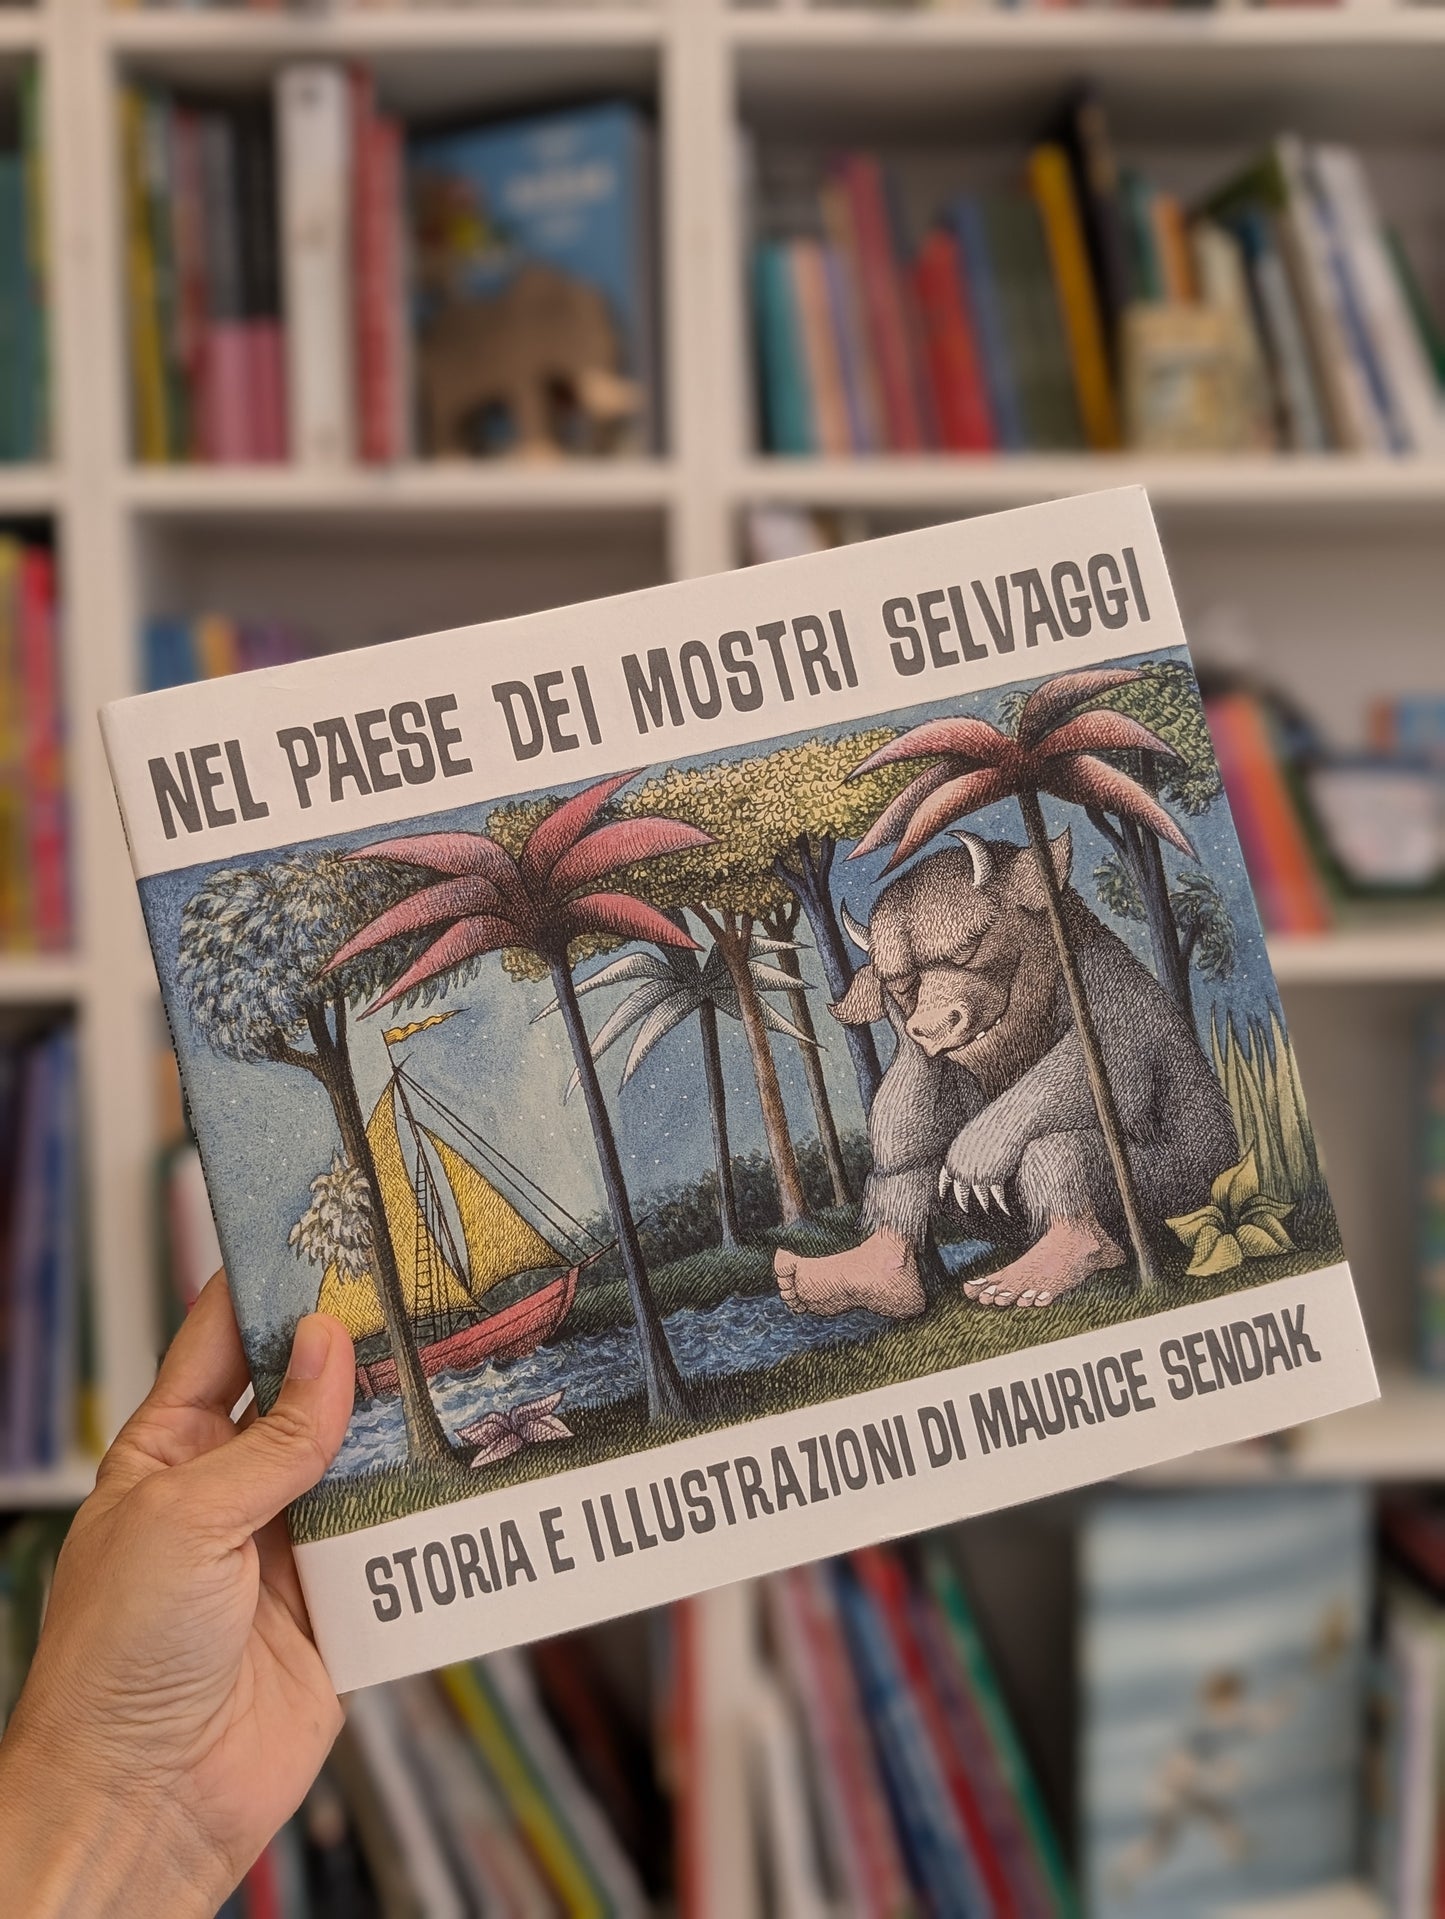 NEL PAESE DEI MOSTRI SELVAGGI
STORIA E ILLUSTRAZIONI DI MAURICE SENDAK